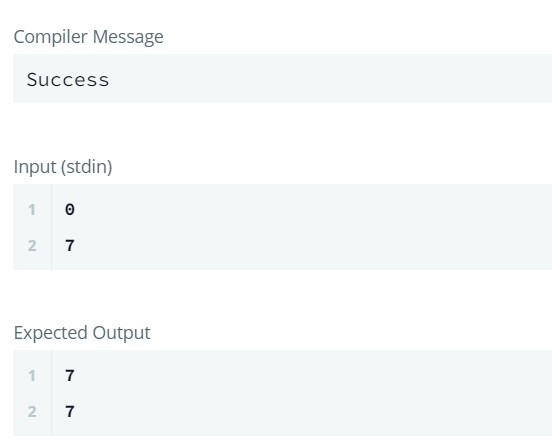 Compiler Message
Success
Input (stdin)
1 0
2 7
Expected Output
1 7
2 7